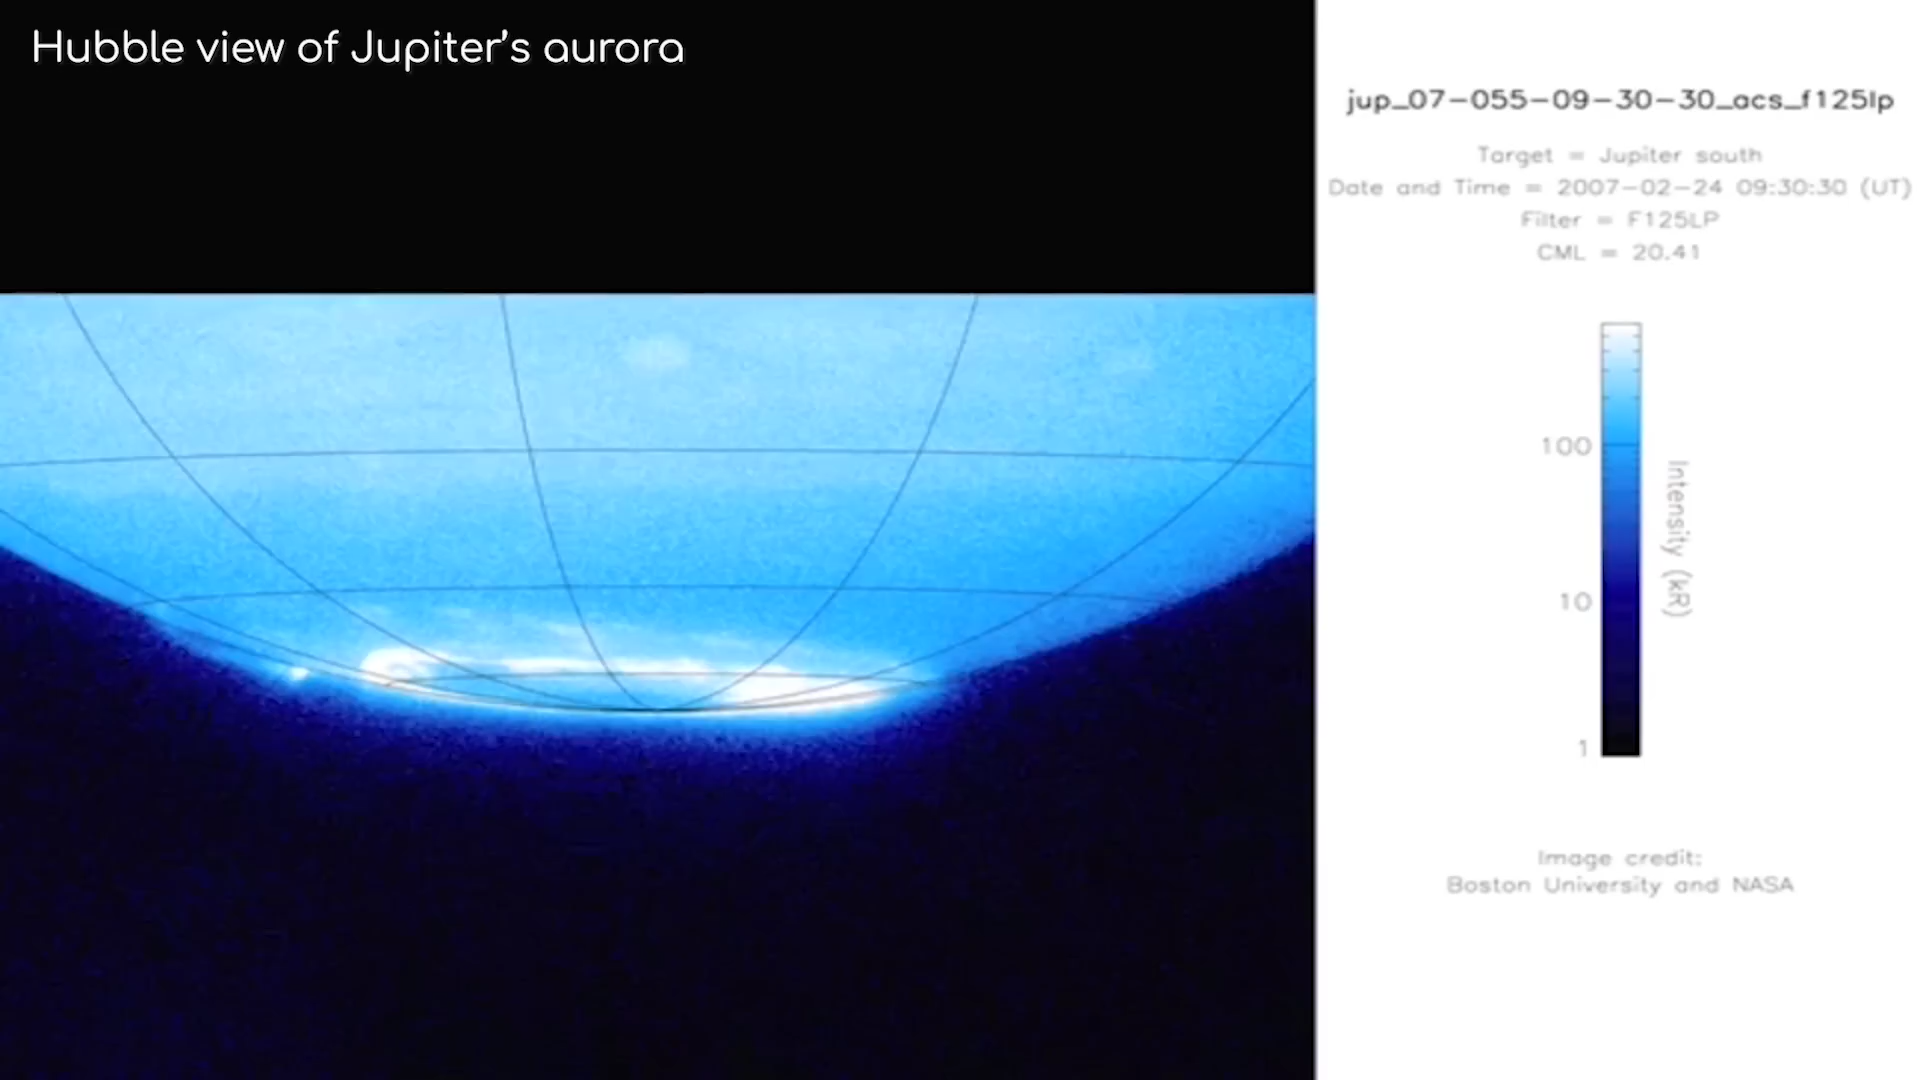 Hubble view of Jupiter's aurora
jup_07-055-09-30-30_acs_f125lp
Target = Jupiter south
Date and Time = 2007-02-24 09:30:30 (UT)
Filter = F125LP
CML = 20.41
100
10
1
Intensity (kR)
Image credit:
Boston University and NASA